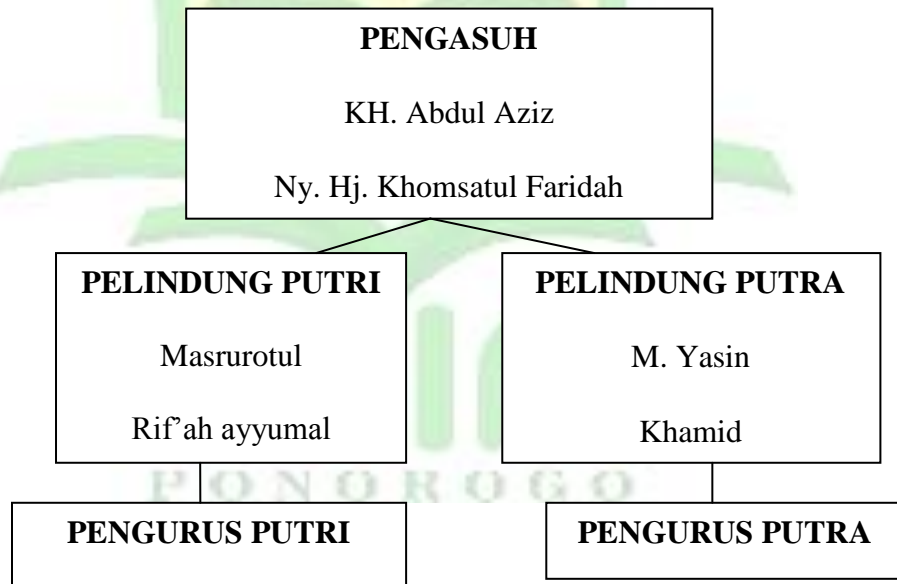 PENGASUH
KH. Abdul Aziz
Ny. Hj. Khomsatul Faridah
PELINDUNG PUTRI
Masrurotul
Rif’ah ayyumal
PELINDUNG PUTRA
M. Yasin
Khamid
PONOROGO
PENGURUS PUTRI
PENGURUS PUTRA